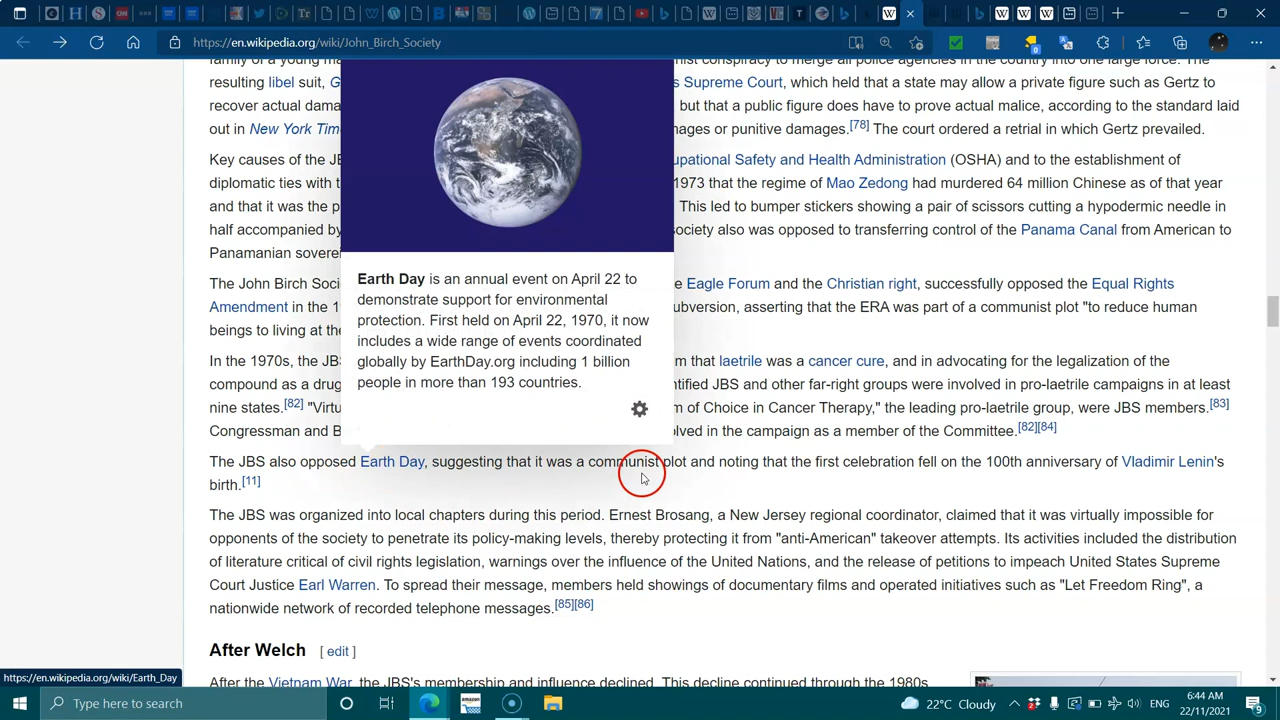 https://en.wikipedia.org/wiki/John_Birch_Society
resulting libel suit, G
s Supreme Court, which held that a state may allow a private figure such as Gertz to
recover actual dama
but that a public figure does have to prove actual malice, according to the standard laid
out in New York Tim
mages or punitive damages.[78] The court ordered a retrial in which Gertz prevailed.
Key causes of the JB
upational Safety and Health Administration (OSHA) and to the establishment of
diplomatic ties with t
1973 that the regime of Mao Zedong had murdered 64 million Chinese as of that year
and that it was the p
This led to bumper stickers showing a pair of scissors cutting a hypodermic needle in
half accompanied by
society also was opposed to transferring control of the Panama Canal from American to
Panamanian soverei
Earth Day is an annual event on April 22 to
demonstrate support for environmental
protection. First held on April 22, 1970, it now
includes a wide range of events coordinated
globally by EarthDay.org including 1 billion
people in more than 193 countries.
The John Birch Soci
e Eagle Forum and the Christian right, successfully opposed the Equal Rights
Amendment in the 1
ubversion, asserting that the ERA was part of a communist plot "to reduce human
beings to living at the
In the 1970s, the JBS
m that laetrile was a cancer cure, and in advocating for the legalization of the
compound as a drug
ntified JBS and other far-right groups were involved in pro-laetrile campaigns in at least
nine states.[82] "Virtu
m of Choice in Cancer Therapy," the leading pro-laetrile group, were JBS members.[83]
Congressman and B
olved in the campaign as a member of the Committee.[82][84]
The JBS also opposed Earth Day, suggesting that it was a communist plot and noting that the first celebration fell on the 100th anniversary of Vladimir Lenin's
birth.[11]
The JBS was organized into local chapters during this period. Ernest Brosang, a New Jersey regional coordinator, claimed that it was virtually impossible for
opponents of the society to penetrate its policy-making levels, thereby protecting it from "anti-American" takeover attempts. Its activities included the distribution
of literature critical of civil rights legislation, warnings over the influence of the United Nations, and the release of petitions to impeach United States Supreme
Court Justice Earl Warren. To spread their message, members held showings of documentary films and operated initiatives such as "Let Freedom Ring", a
nationwide network of recorded telephone messages.[85][86]
After Welch [ edit ]
After the Vietnam War, the JBS's membership and influence declined. This decline continued through the 1980s
https://en.wikipedia.org/wiki/Earth_Day
Type here to search
22°C Cloudy
6:44 AM
22/11/2021